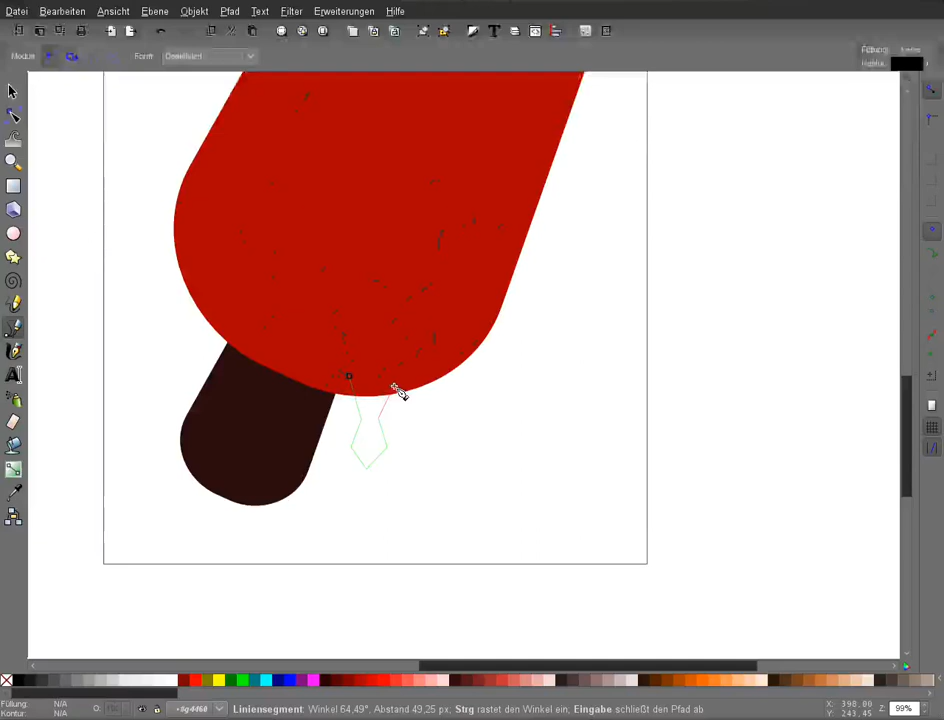 Datei Bearbeiten Ansicht Ebene Objekt Pfad Text Filter Erweiterungen Hilfe
Modus: Form:
Füllung:
Füllung: N/A O: X: 398,00 Z: 99%
Kontur: N/A Liniensegment: Winkel 64,49°, Abstand 49,25 px; Strg rastet den Winkel ein, Eingabe schließt den Pfad ab Y: 243,45